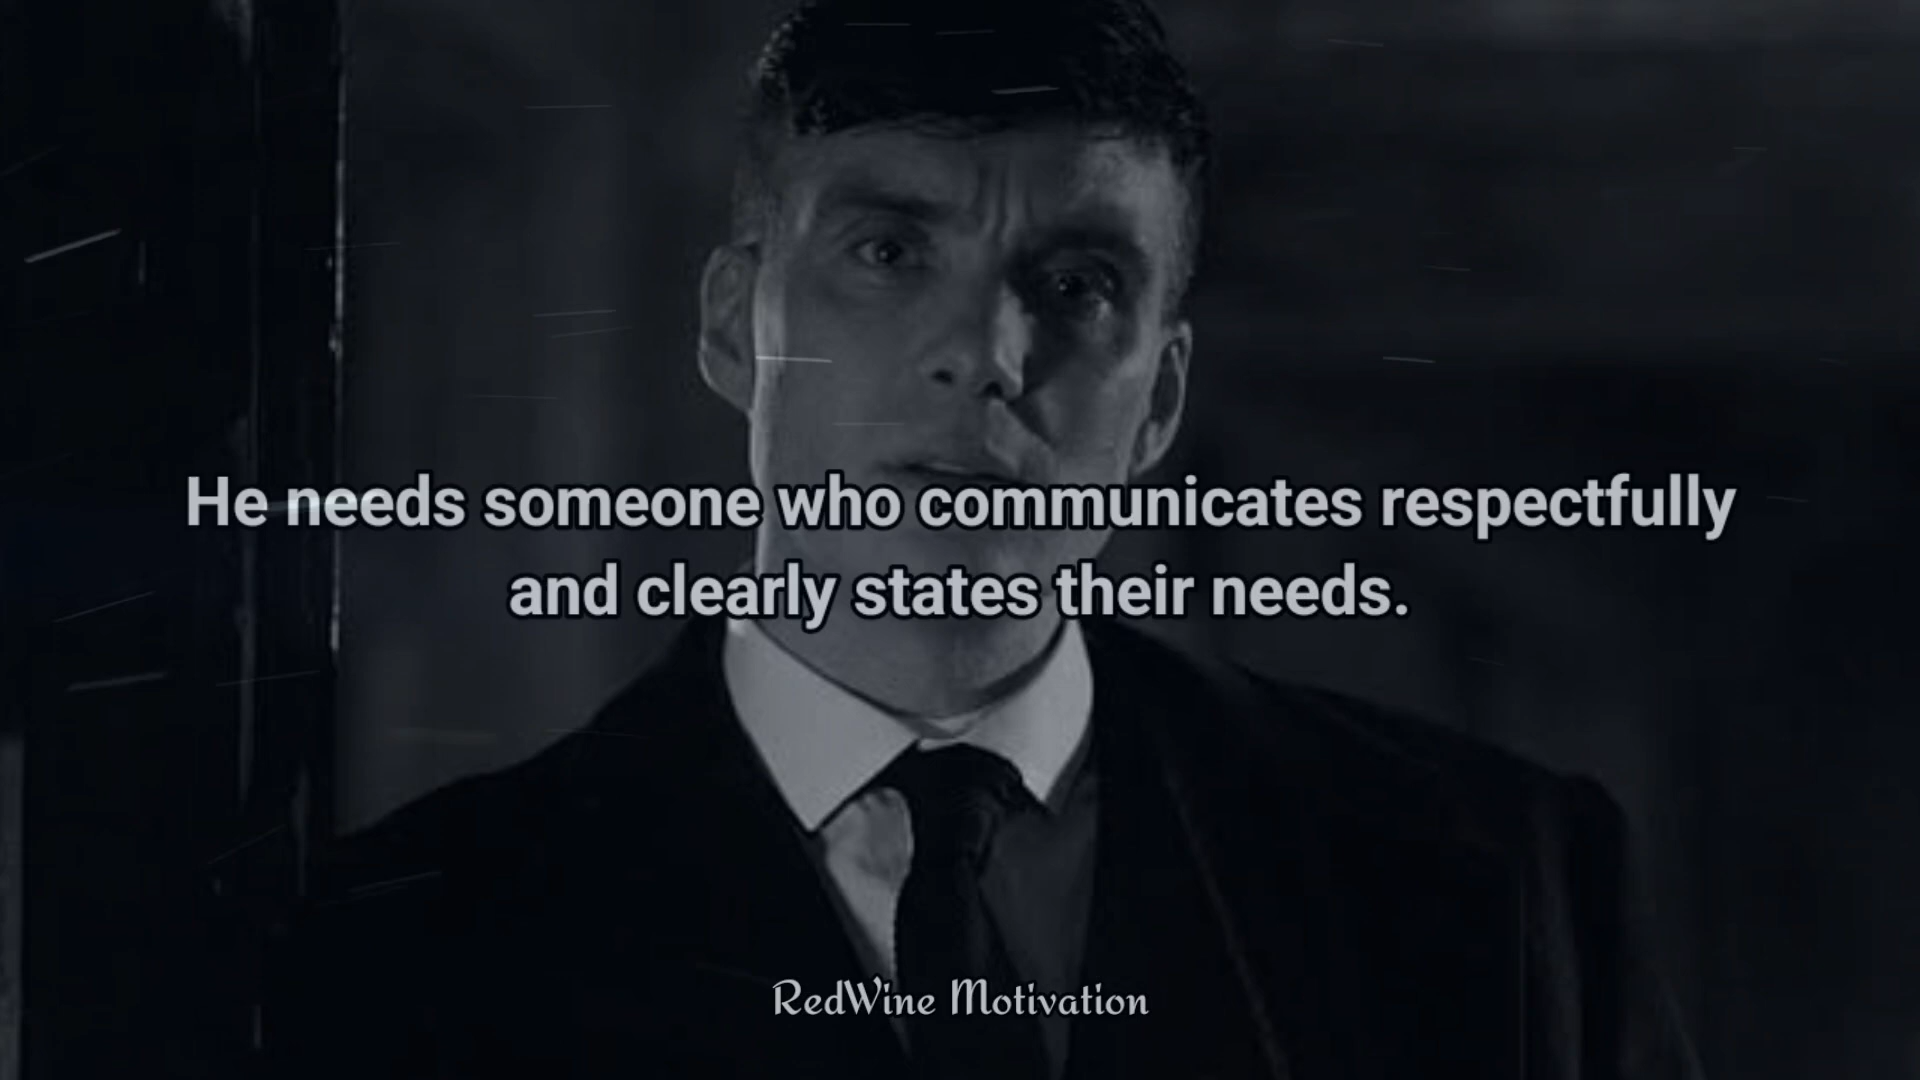 He needs someone who communicates respectfully
and clearly states their needs.
RedWine Motivation